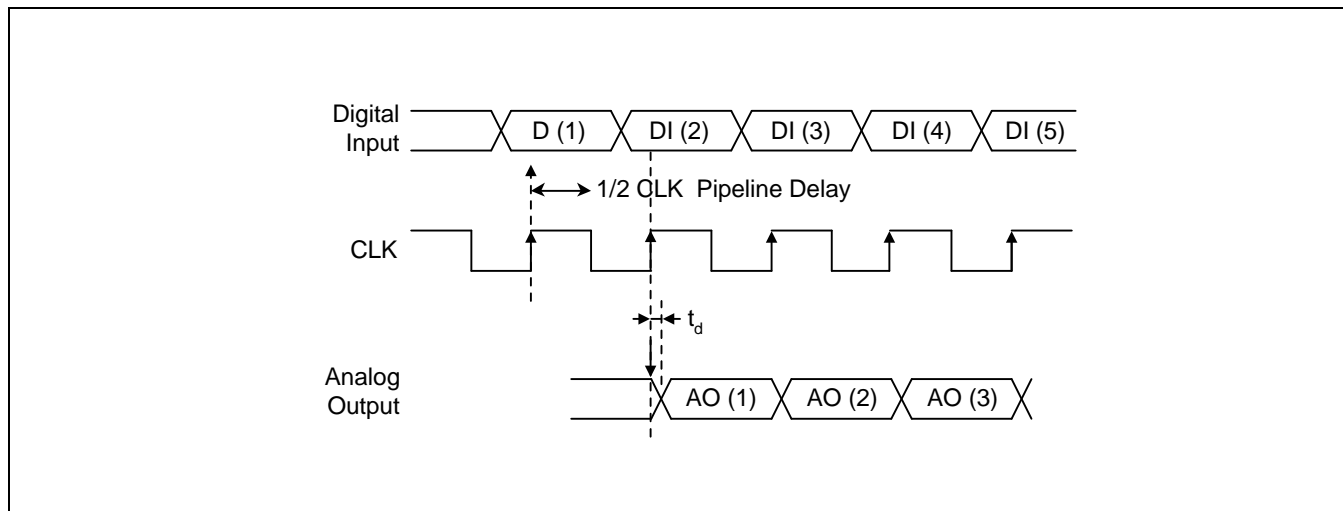 Digital
Input
D (1) DI (2) DI (3) DI (4) DI (5)
1/2 CLK Pipeline Delay
CLK
td
Analog
Output
AO (1) AO (2) AO (3)